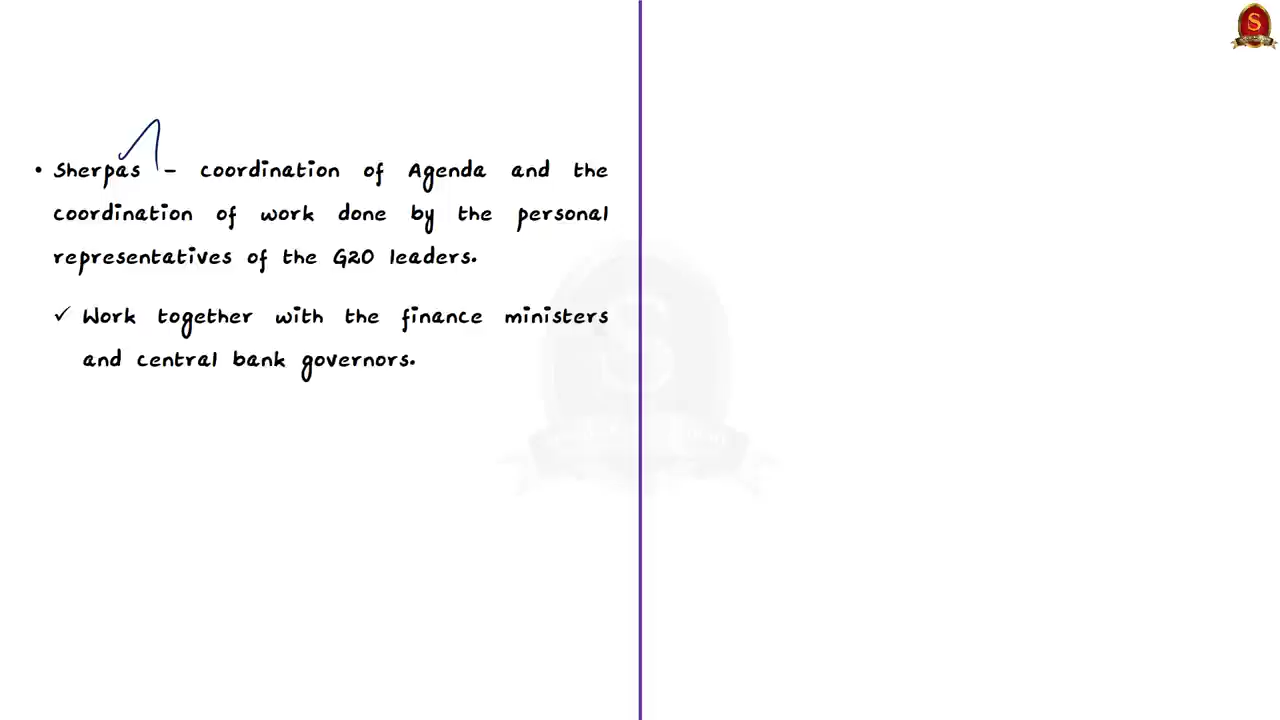 • Sherpas - coordination of Agenda and the
coordination of work done by the personal
representatives of the G20 leaders.
✓ Work together with the finance ministers
and central bank governors.
S